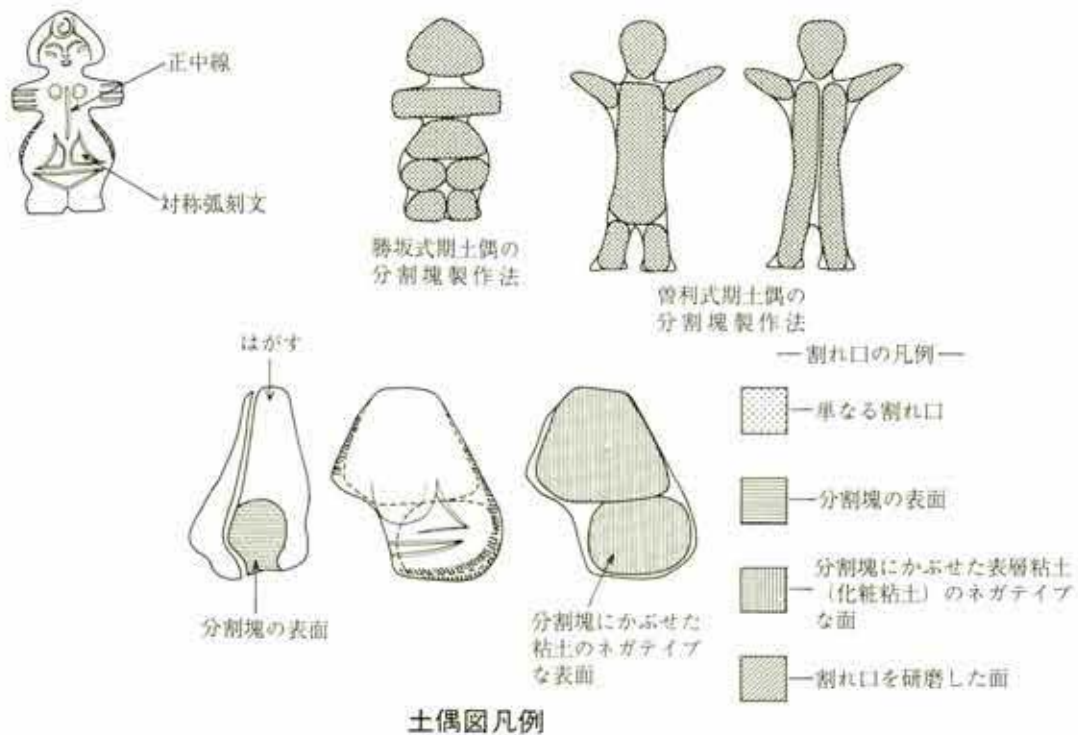 正中線
対称弧刻文
勝坂式期土偶の
分割塊製作法
曽利式期土偶の
分割塊製作法
はがす
分割塊の表面
分割塊にかぶせた
粘土のネガテイブ
な表面
―割れ口の凡例―
単なる割れ口
分割塊の表面
分割塊にかぶせた表層粘土
(化粧粘土)のネガテイブ
な面
割れ口を研磨した面
土偶図凡例